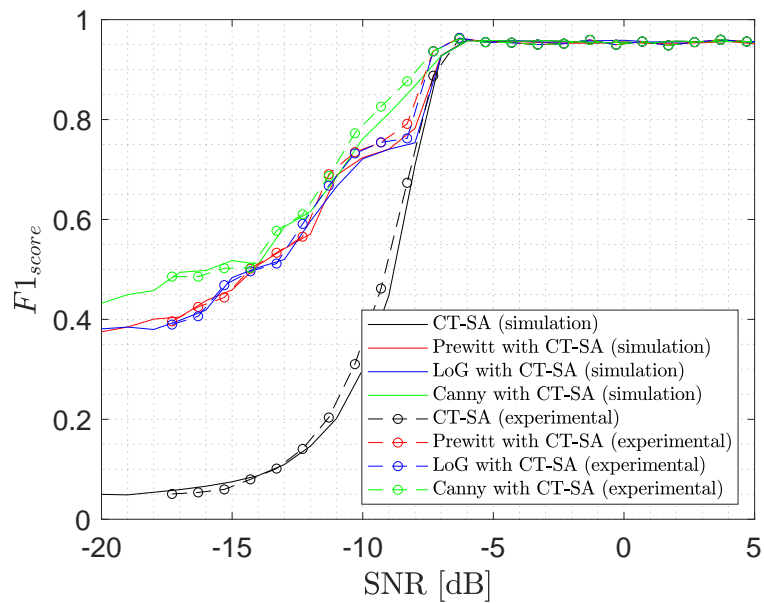 1
0.8
0.6
0.4
0.2
0
F1score
CT-SA (simulation)
Prewitt with CT-SA (simulation)
LoG with CT-SA (simulation)
Canny with CT-SA (simulation)
CT-SA (experimental)
Prewitt with CT-SA (experimental)
LoG with CT-SA (experimental)
Canny with CT-SA (experimental)
-20 -15 -10 -5 0 5
SNR [dB]